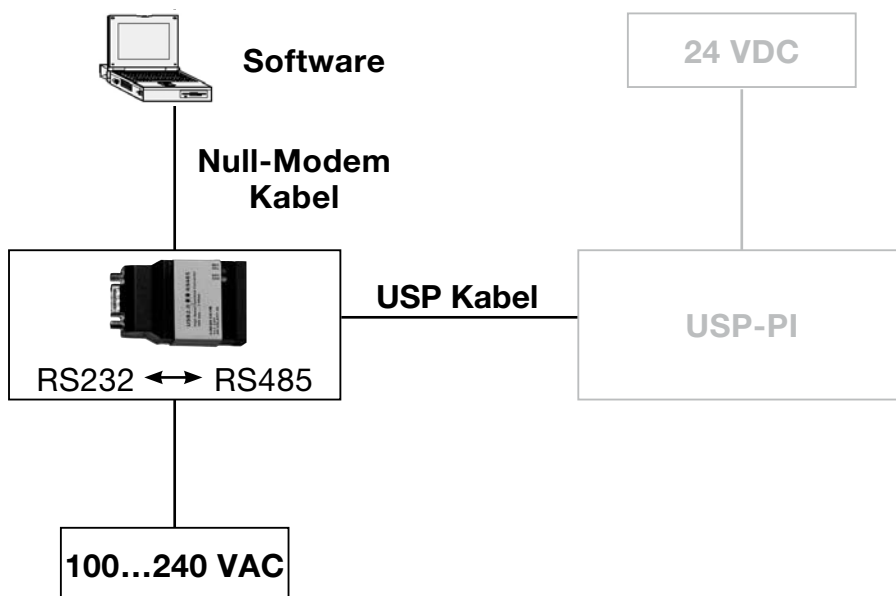 Software
24 VDC
Null-Modem
Kabel
USP Kabel
USP-PI
RS232
RS485
100...240 VAC